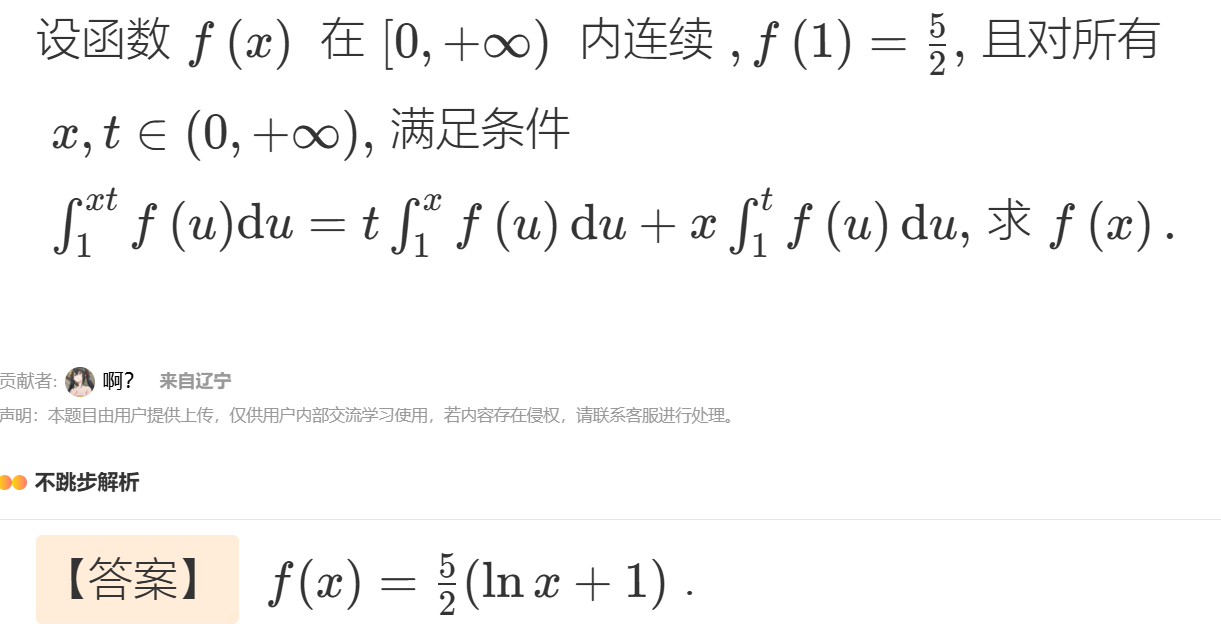 设函数 f (x) 在 [0, +∞) 内连续 , f (1) = 5/2, 且对所有
x, t ∈ (0, +∞), 满足条件
∫₁ˣᵗ f (u)du = t ∫₁ˣ f (u) du + x ∫₁ᵗ f (u) du, 求 f (x) .
贡献者: 啊? 来自辽宁
声明: 本题目由用户提供上传，仅供用户内部交流学习使用，若内容存在侵权，请联系客服进行处理。
不跳步解析
【答案】 f(x) = 5/2 (ln x + 1) .